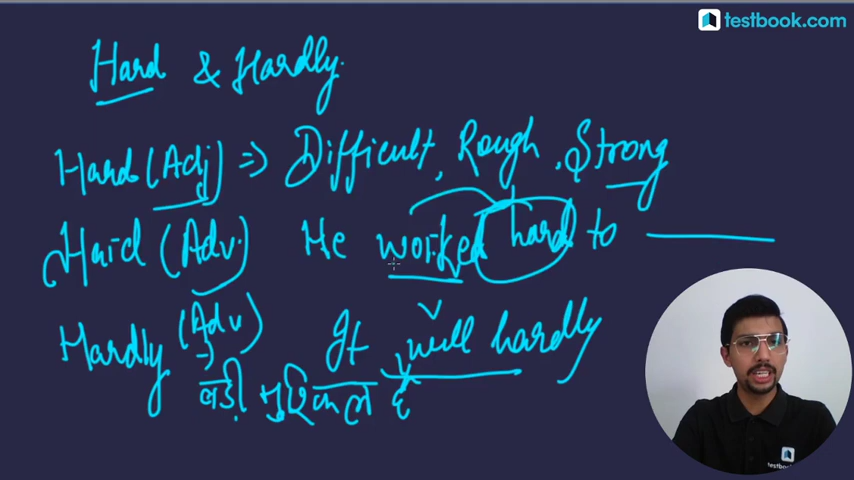 testbook.com
Hard & Hardly.
Hard (Adj) => Difficult, Rough, Strong
Hard (Adv.) He worked hard to
Hardly (Adv) It will hardly
बड़ी मुश्किल से
testbook